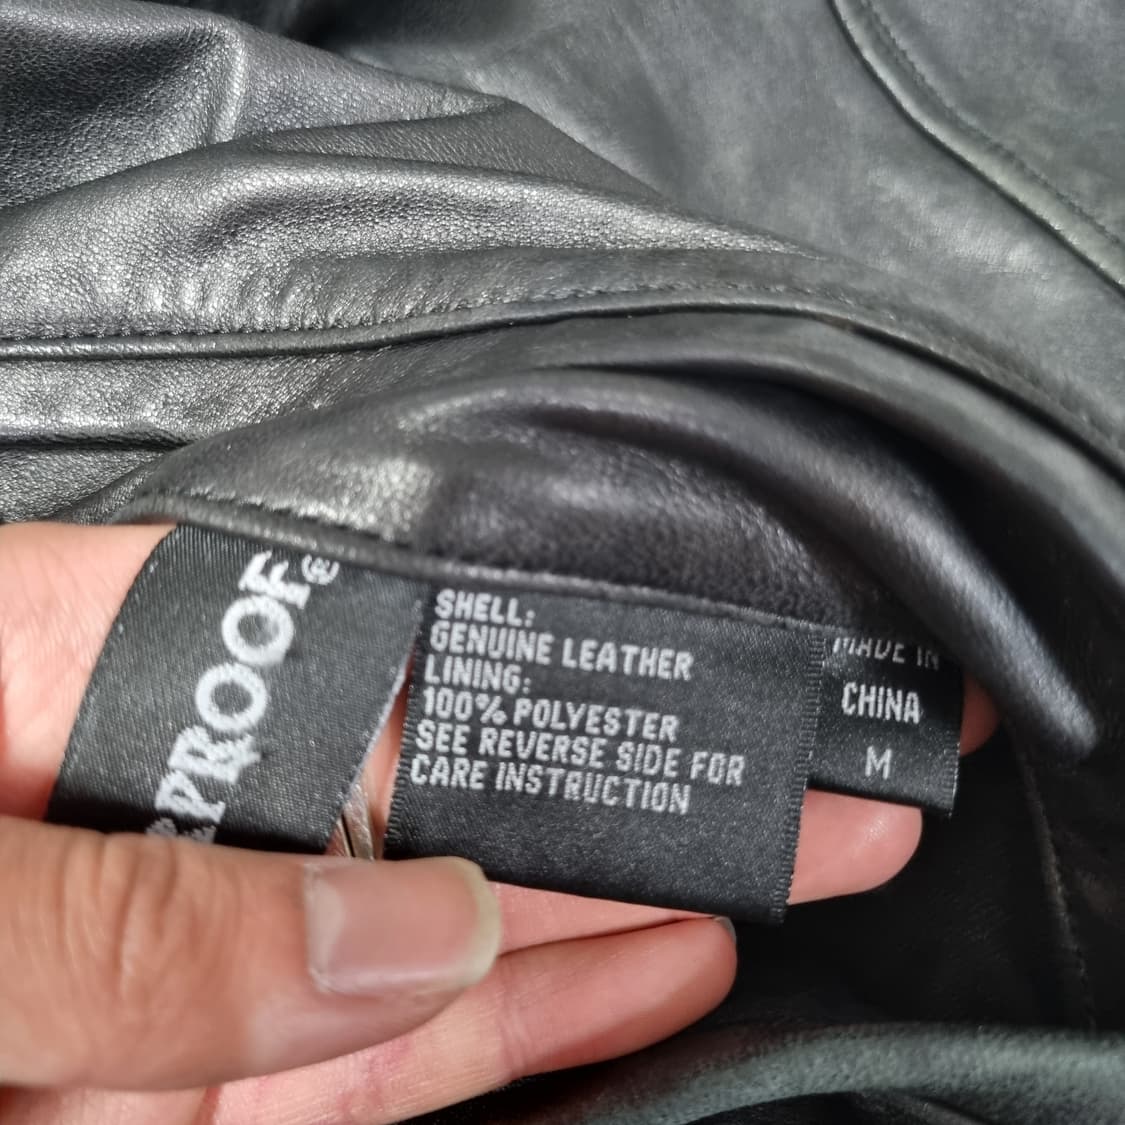 PROOF®
SHELL:
GENUINE LEATHER
LINING:
100% POLYESTER
SEE REVERSE SIDE FOR
CARE INSTRUCTION
MADE IN
CHINA
M